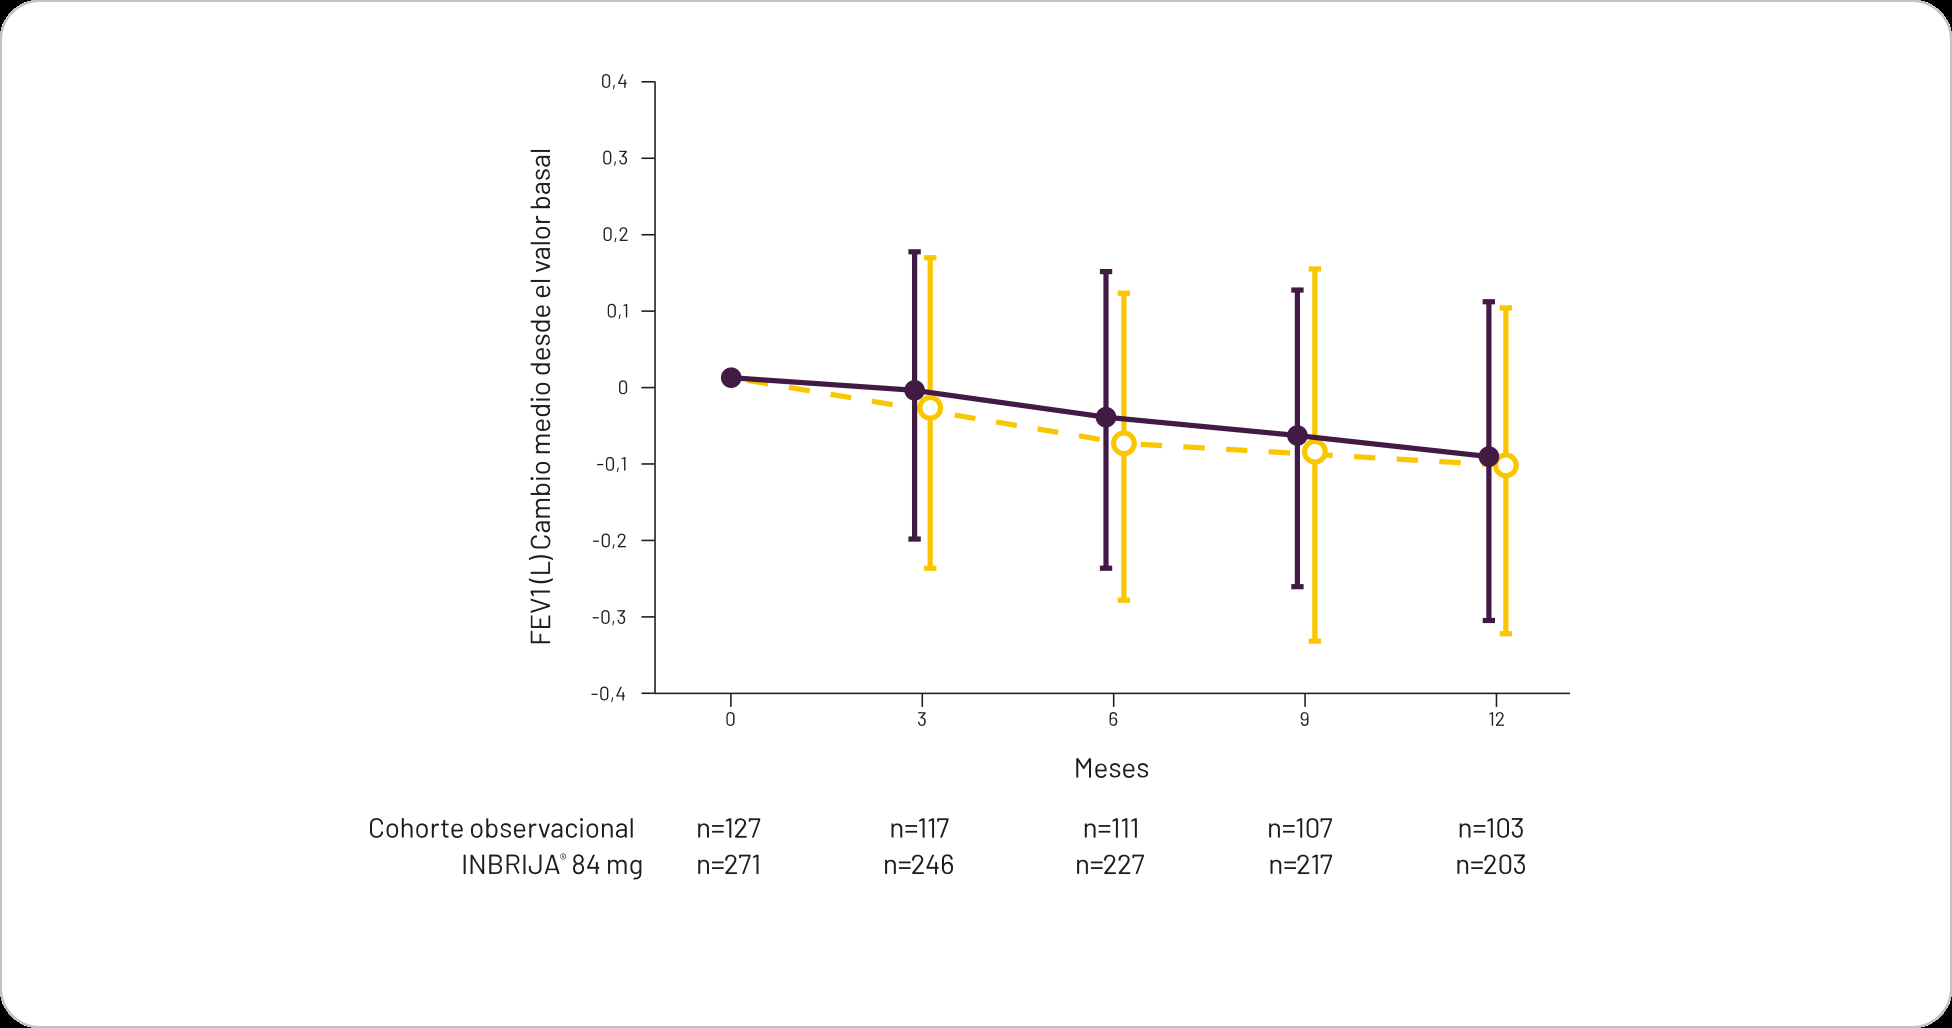 FEV1 (L) Cambio medio desde el valor basal
0,4
0,3
0,2
0,1
0
-0,1
-0,2
-0,3
-0,4
0 3 6 9 12
Meses
Cohorte observacional n=127 n=117 n=111 n=107 n=103
INBRIJA® 84 mg n=271 n=246 n=227 n=217 n=203